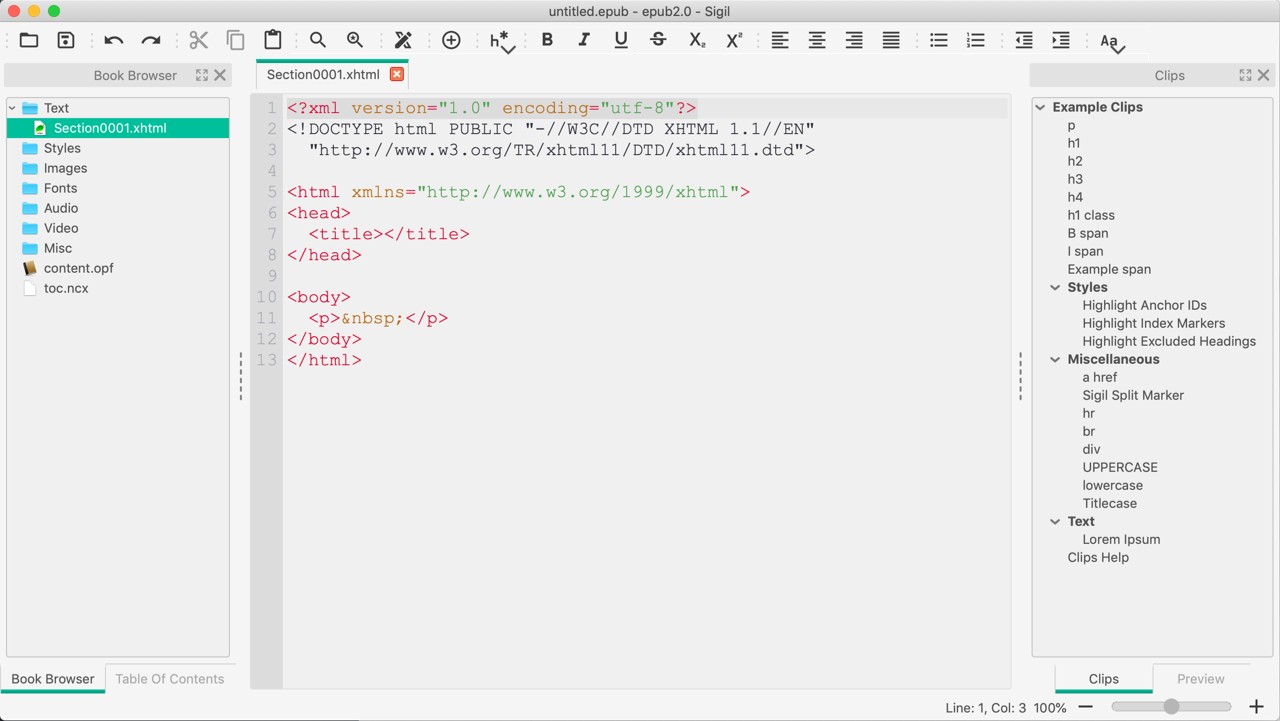 untitled.epub - epub2.0 - Sigil
h* B I U S X₂ X² Aa
Book Browser
Text
Section0001.xhtml
Styles
Images
Fonts
Audio
Video
Misc
content.opf
toc.ncx
Book Browser Table Of Contents
Section0001.xhtml
1 <?xml version="1.0" encoding="utf-8"?>
2 <!DOCTYPE html PUBLIC "-//W3C//DTD XHTML 1.1//EN"
3   "http://www.w3.org/TR/xhtml11/DTD/xhtml11.dtd">
4
5 <html xmlns="http://www.w3.org/1999/xhtml">
6 <head>
7   <title></title>
8 </head>
9
10 <body>
11   <p>&nbsp;</p>
12 </body>
13 </html>
Clips
Example Clips
p
h1
h2
h3
h4
h1 class
B span
I span
Example span
Styles
Highlight Anchor IDs
Highlight Index Markers
Highlight Excluded Headings
Miscellaneous
a href
Sigil Split Marker
hr
br
div
UPPERCASE
lowercase
Titlecase
Text
Lorem Ipsum
Clips Help
Clips Preview
Line: 1, Col: 3 100%